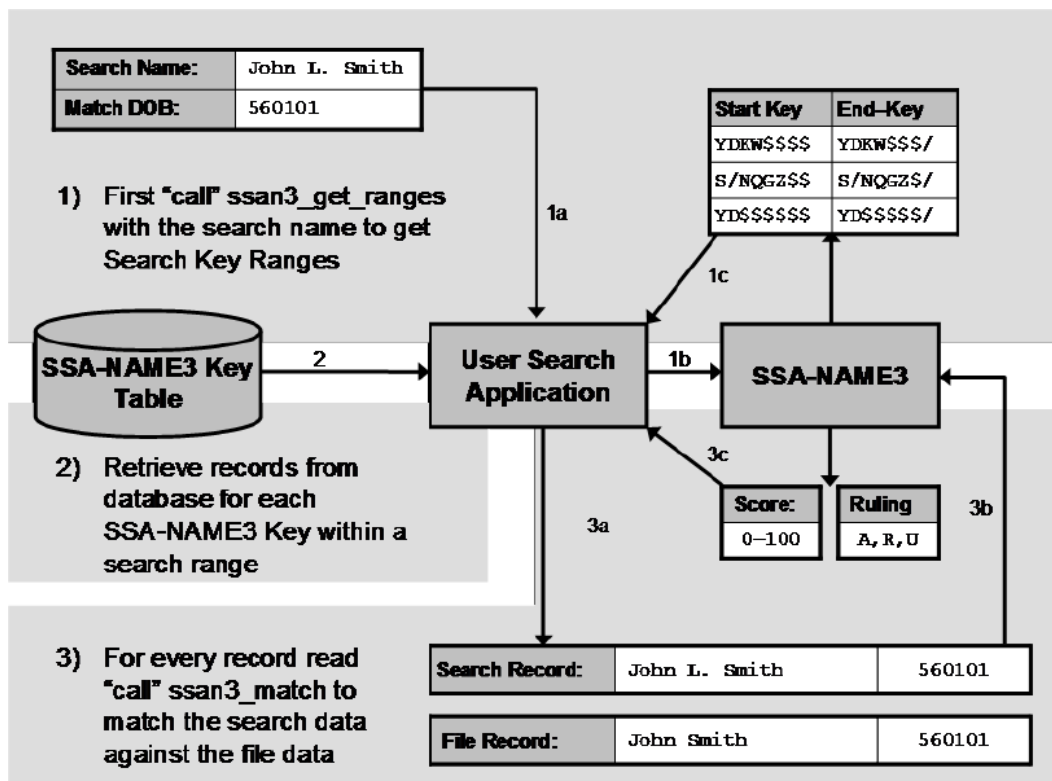 Search Name: John L. Smith
Match DOB: 560101
Start Key End–Key
YDKW$$$$ YDKW$$$/
S/NQGZ$$ S/NQGZ$/
YD$$$$$$ YD$$$$$/
1) First “call” ssan3_get_ranges
with the search name to get
Search Key Ranges
1a
1c
SSA-NAME3 Key
Table
2
User Search
Application
1b
SSA-NAME3
2) Retrieve records from
database for each
SSA-NAME3 Key within a
search range
3a
3c
Score: Ruling
0–100 A,R,U
3b
3) For every record read
“call” ssan3_match to
match the search data
against the file data
Search Record: John L. Smith 560101
File Record: John Smith 560101